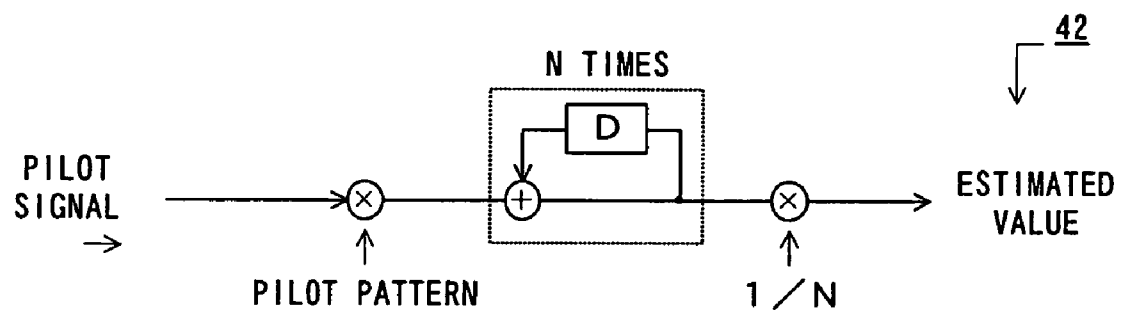 42
N TIMES
D
PILOT
SIGNAL
ESTIMATED
VALUE
PILOT PATTERN
1/N